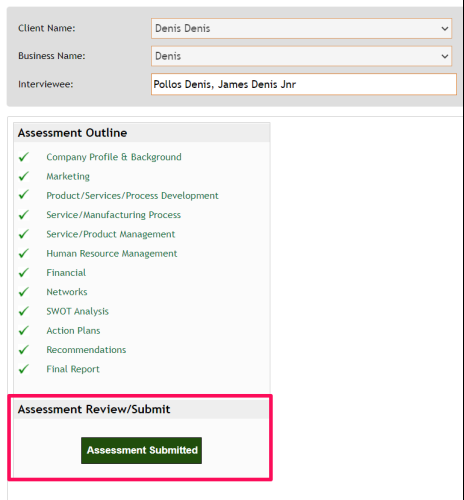 Client Name: Denis Denis
Business Name: Denis
Interviewee: Pollos Denis, James Denis Jnr
Assessment Outline
Company Profile & Background
Marketing
Product/Services/Process Development
Service/Manufacturing Process
Service/Product Management
Human Resource Management
Financial
Networks
SWOT Analysis
Action Plans
Recommendations
Final Report
Assessment Review/Submit
Assessment Submitted